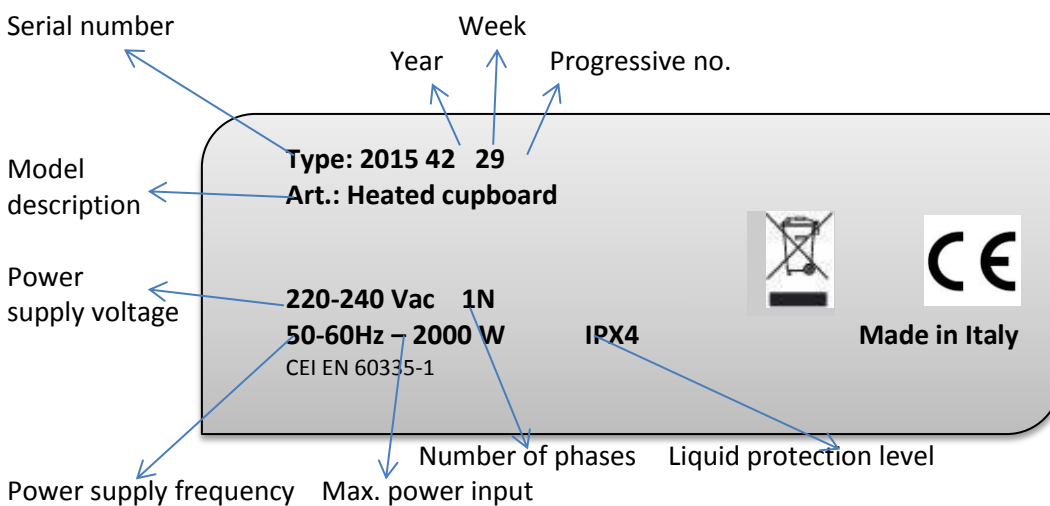 Serial number
Week
Year
Progressive no.
Type: 2015 42 29
Model
description
Art.: Heated cupboard
Power
supply voltage
220-240 Vac 1N
50-60Hz – 2000 W IPX4 Made in Italy
CEI EN 60335-1
CE
Number of phases Liquid protection level
Power supply frequency Max. power input